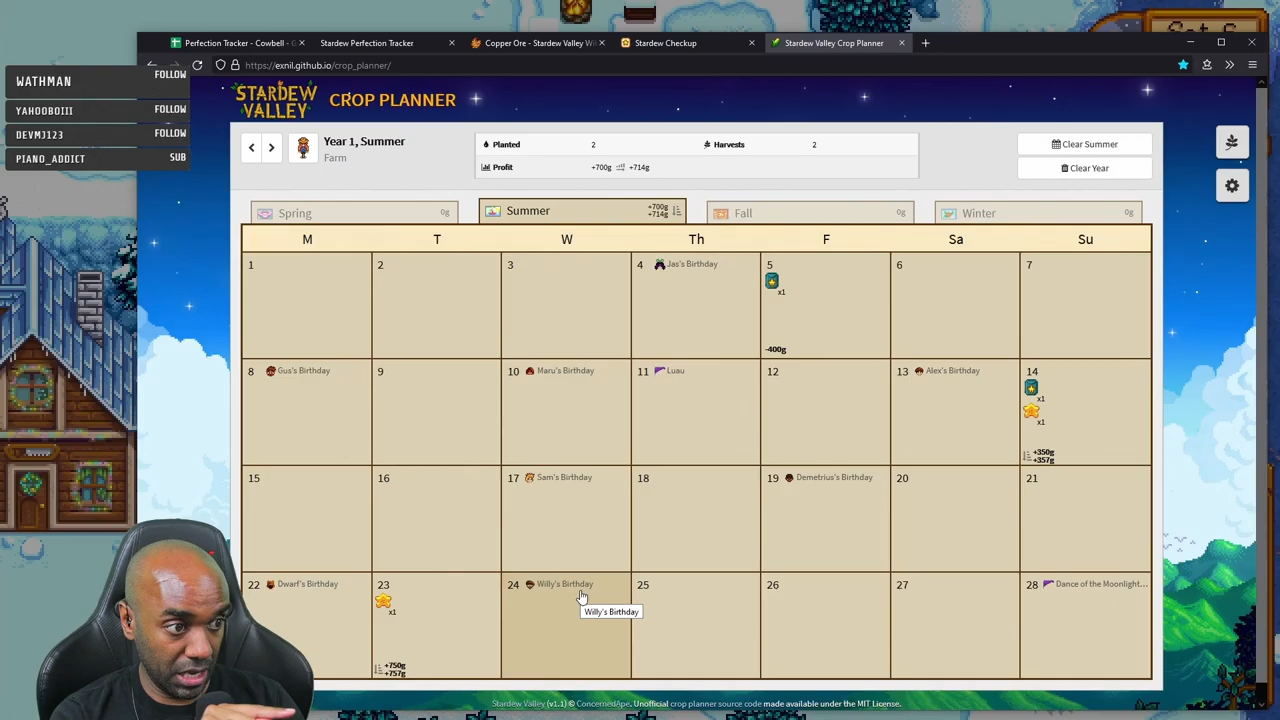 Perfection Tracker - Cowbell - G
Stardew Perfection Tracker
Copper Ore - Stardew Valley Wi
Stardew Checkup
Stardew Valley Crop Planner
https://exnil.github.io/crop_planner/
WATHMAN FOLLOW
YAHOOBOIII FOLLOW
DEVMJ123 FOLLOW
PIANO_ADDICT SUB
STARDEW VALLEY
CROP PLANNER
Year 1, Summer
Farm
Planted 2 Harvests 2
Profit +700g +714g
Clear Summer
Clear Year
Spring 0g
Summer +700g
+714g
Fall 0g
Winter 0g
M T W Th F Sa Su
1 2 3 4 Jas's Birthday 5 6 7
x1
-400g
8 Gus's Birthday 9 10 Maru's Birthday 11 Luau 12 13 Alex's Birthday 14
x1
x1
+350g
+357g
15 16 17 Sam's Birthday 18 19 Demetrius's Birthday 20 21
22 Dwarf's Birthday 23 24 Willy's Birthday 25 26 27 28 Dance of the Moonlight...
x1
Willy's Birthday
+750g
+757g
Stardew Valley (v1.1) © ConcernedApe. Unofficial crop planner source code made available under the MIT License.